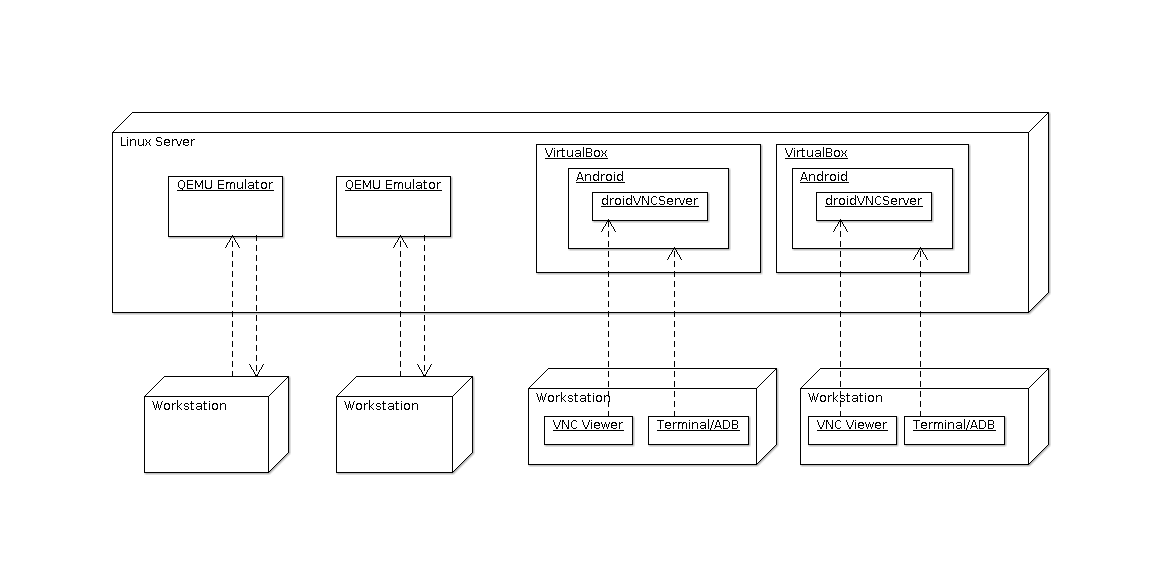 Linux Server
QEMU Emulator
QEMU Emulator
VirtualBox
Android
droidVNCServer
VirtualBox
Android
droidVNCServer
Workstation
Workstation
Workstation
VNC Viewer
Terminal/ADB
Workstation
VNC Viewer
Terminal/ADB